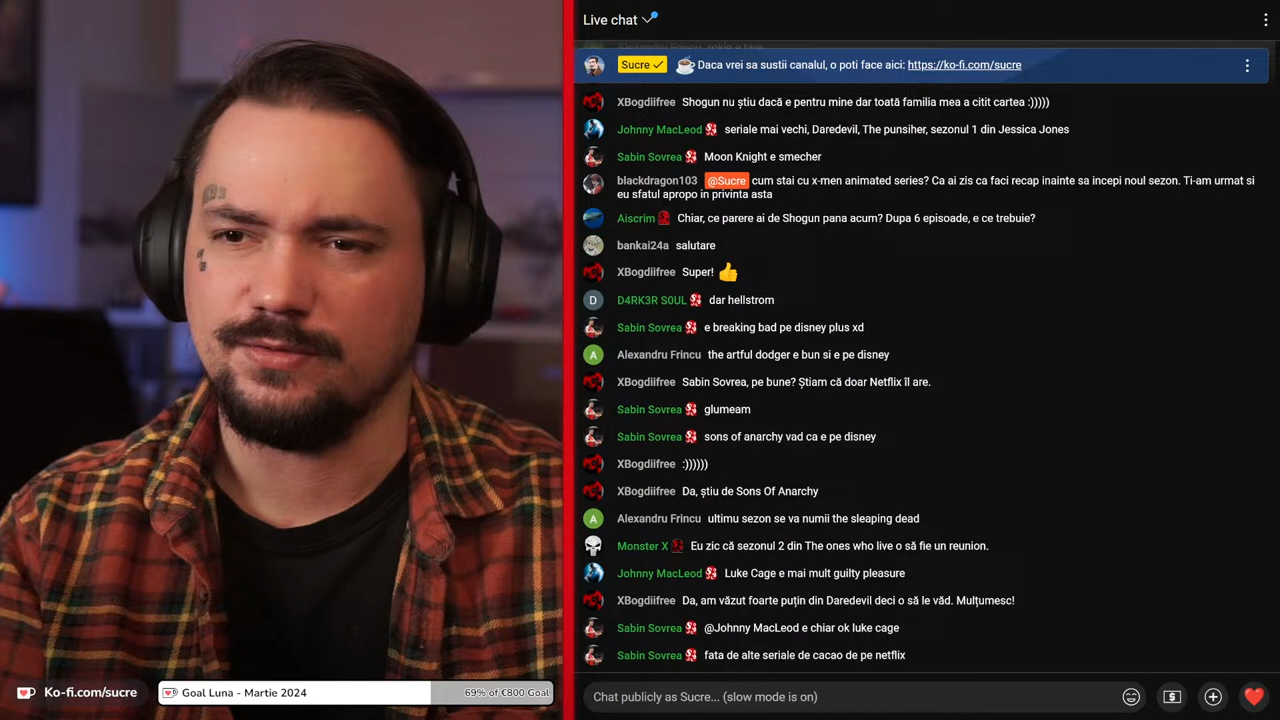 Live chat
Sucre ☕ Daca vrei sa sustii canalul, o poti face aici: https://ko-fi.com/sucre
XBogdiifree Shogun nu știu dacă e pentru mine dar toată familia mea a citit cartea :)))))
Johnny MacLeod seriale mai vechi, Daredevil, The punsiher, sezonul 1 din Jessica Jones
Sabin Sovrea Moon Knight e smecher
blackdragon103 @Sucre cum stai cu x-men animated series? Ca ai zis ca faci recap inainte sa incepi noul sezon. Ti-am urmat si
eu sfatul apropo in privinta asta
Aiscrim Chiar, ce parere ai de Shogun pana acum? Dupa 6 episoade, e ce trebuie?
bankai24a salutare
XBogdiifree Super! 👍
D D4RK3R S0UL dar hellstrom
Sabin Sovrea e breaking bad pe disney plus xd
A Alexandru Frincu the artful dodger e bun si e pe disney
XBogdiifree Sabin Sovrea, pe bune? Știam că doar Netflix îl are.
Sabin Sovrea glumeam
Sabin Sovrea sons of anarchy vad ca e pe disney
XBogdiifree :))))))
XBogdiifree Da, știu de Sons Of Anarchy
A Alexandru Frincu ultimu sezon se va numii the sleaping dead
Monster X Eu zic că sezonul 2 din The ones who live o să fie un reunion.
Johnny MacLeod Luke Cage e mai mult guilty pleasure
XBogdiifree Da, am văzut foarte puțin din Daredevil deci o să le văd. Mulțumesc!
Sabin Sovrea @Johnny MacLeod e chiar ok luke cage
Sabin Sovrea fata de alte seriale de cacao de pe netflix
Chat publicly as Sucre... (slow mode is on)
Ko-fi.com/sucre
Goal Luna - Martie 2024
69% of €800 Goal